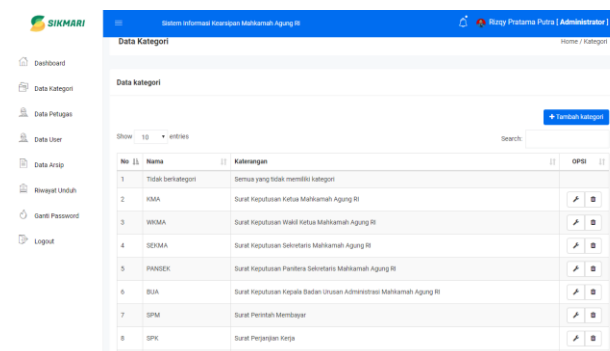 SIKMARI
Sistem Informasi Kearsipan Mahkamah Agung RI
Rizqy Pratama Putra [ Administrator ]
Data Kategori
Home / Kategori
Dashboard
Data Kategori
Data Petugas
Data User
Data Arsip
Riwayat Unduh
Ganti Password
Logout
Data kategori
+ Tambah kategori
Show 10 entries
Search:
No Nama Keterangan OPSI
1 Tidak berkategori Semua yang tidak memiliki kategori
2 KMA Surat Keputusan Ketua Mahkamah Agung RI
3 WKMA Surat Keputusan Wakil Ketua Mahkamah Agung RI
4 SEKMA Surat Keputusan Sekretaris Mahkamah Agung RI
5 PANSEK Surat Keputusan Panitera Sekretaris Mahkamah Agung RI
6 BUA Surat Keputusan Kepala Badan Urusan Administrasi Mahkamah Agung RI
7 SPM Surat Perintah Membayar
8 SPK Surat Perjanjian Kerja